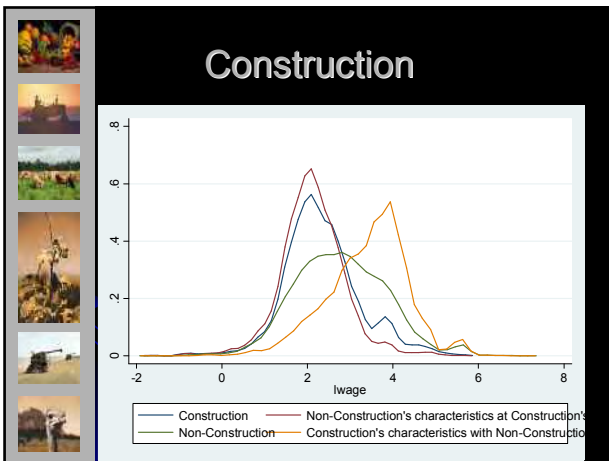 Construction
.8
.6
.4
.2
0
-2 0 2 4 6 8
lwage
Construction Non-Construction's characteristics at Construction's
Non-Construction Construction's characteristics with Non-Constructio